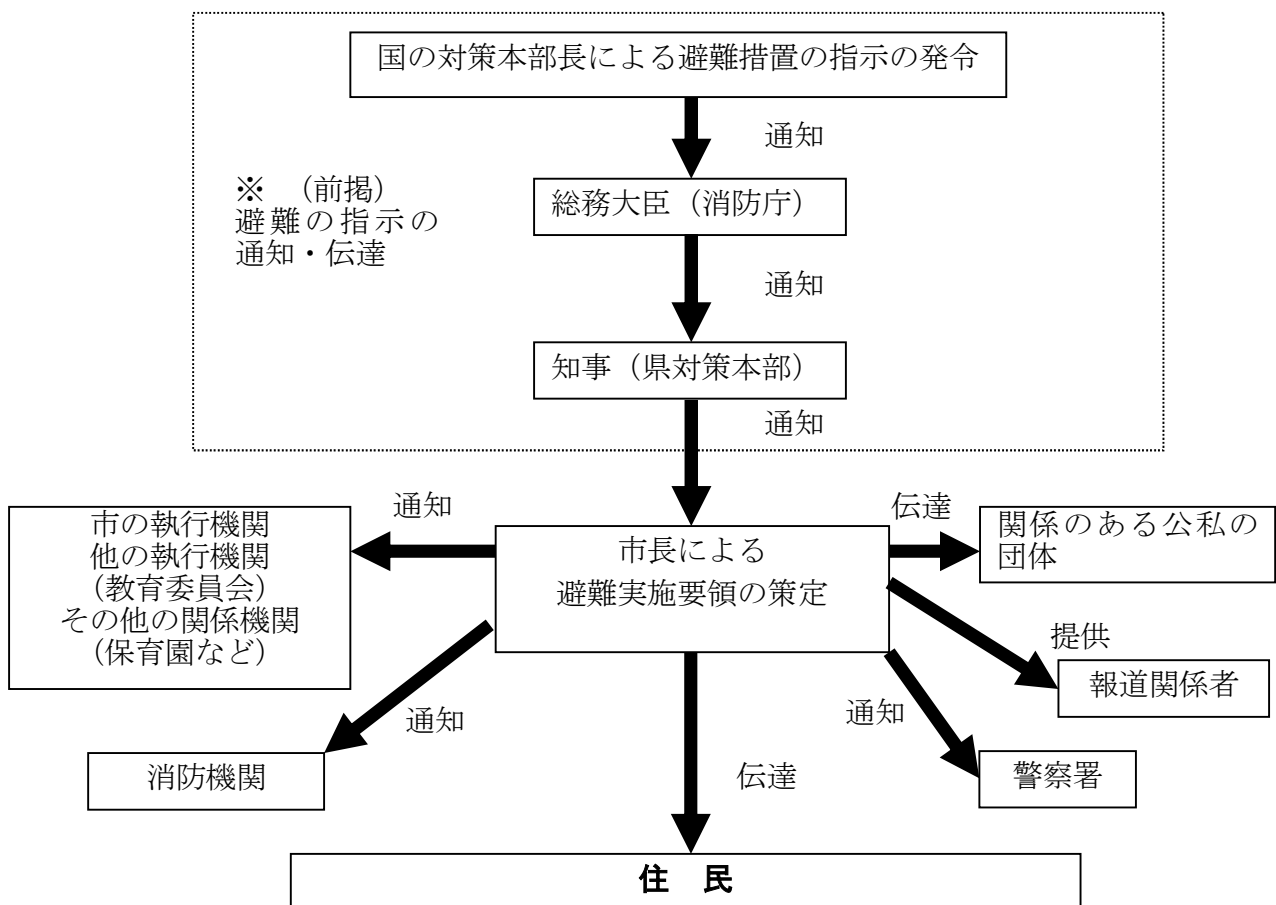 国の対策本部長による避難措置の指示の発令
通知
総務大臣（消防庁）
※　（前掲）
避難の指示の
通知・伝達
通知
知事（県対策本部）
通知
通知
伝達
市の執行機関
他の執行機関
（教育委員会）
その他の関係機関
（保育園など）
市長による
避難実施要領の策定
関係のある公私の
団体
提供
報道関係者
通知
通知
消防機関
伝達
警察署
住　民